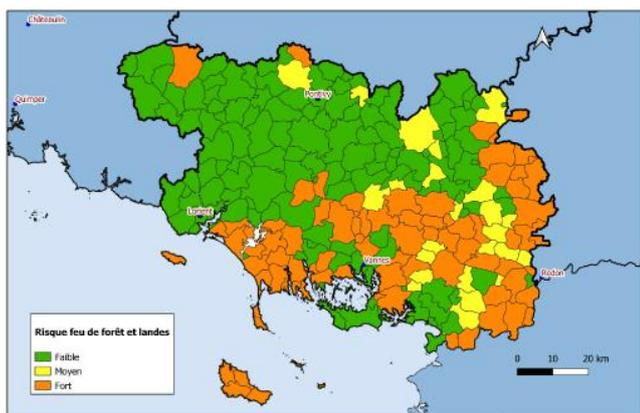 Châteaulin
Quimper
Pontivy
Lorient
Vannes
Redon
Risque feu de forêt et landes
Faible
Moyen
Fort
0 10 20 km